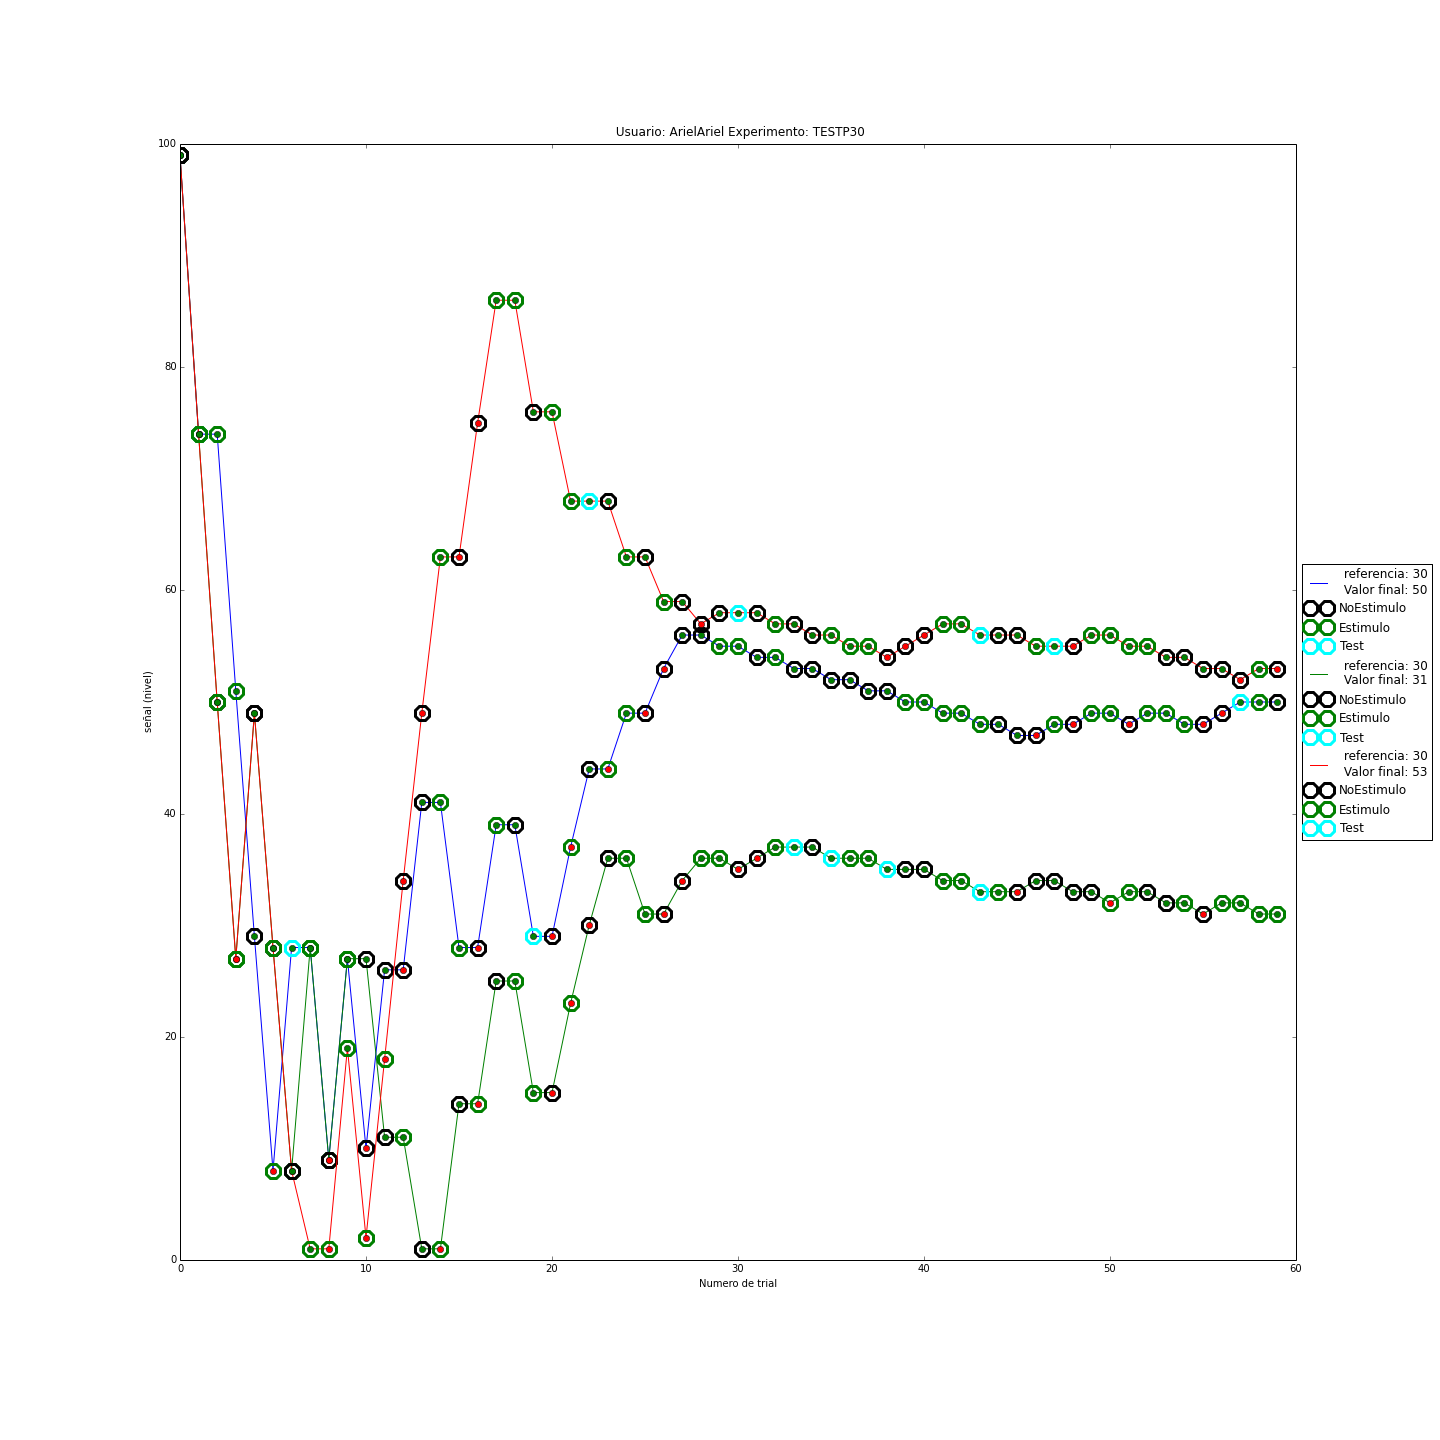 Usuario: ArielAriel Experimento: TESTP30
100
80
60
40
20
0
señal (nivel)
0 10 20 30 40 50 60
Numero de trial
referencia: 30
Valor final: 50
NoEstimulo
Estimulo
Test
referencia: 30
Valor final: 31
NoEstimulo
Estimulo
Test
referencia: 30
Valor final: 53
NoEstimulo
Estimulo
Test